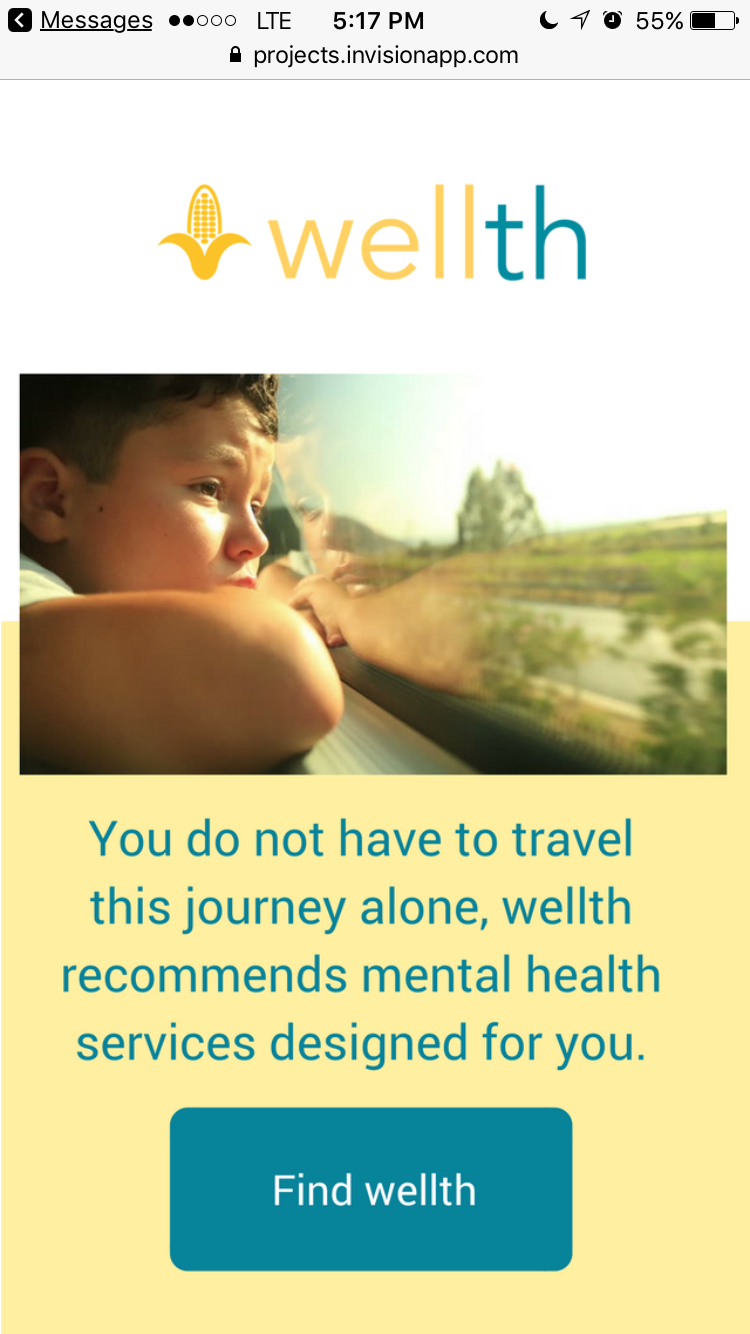 Messages LTE 5:17 PM 55%
projects.invisionapp.com
wellth
You do not have to travel
this journey alone, wellth
recommends mental health
services designed for you.
Find wellth